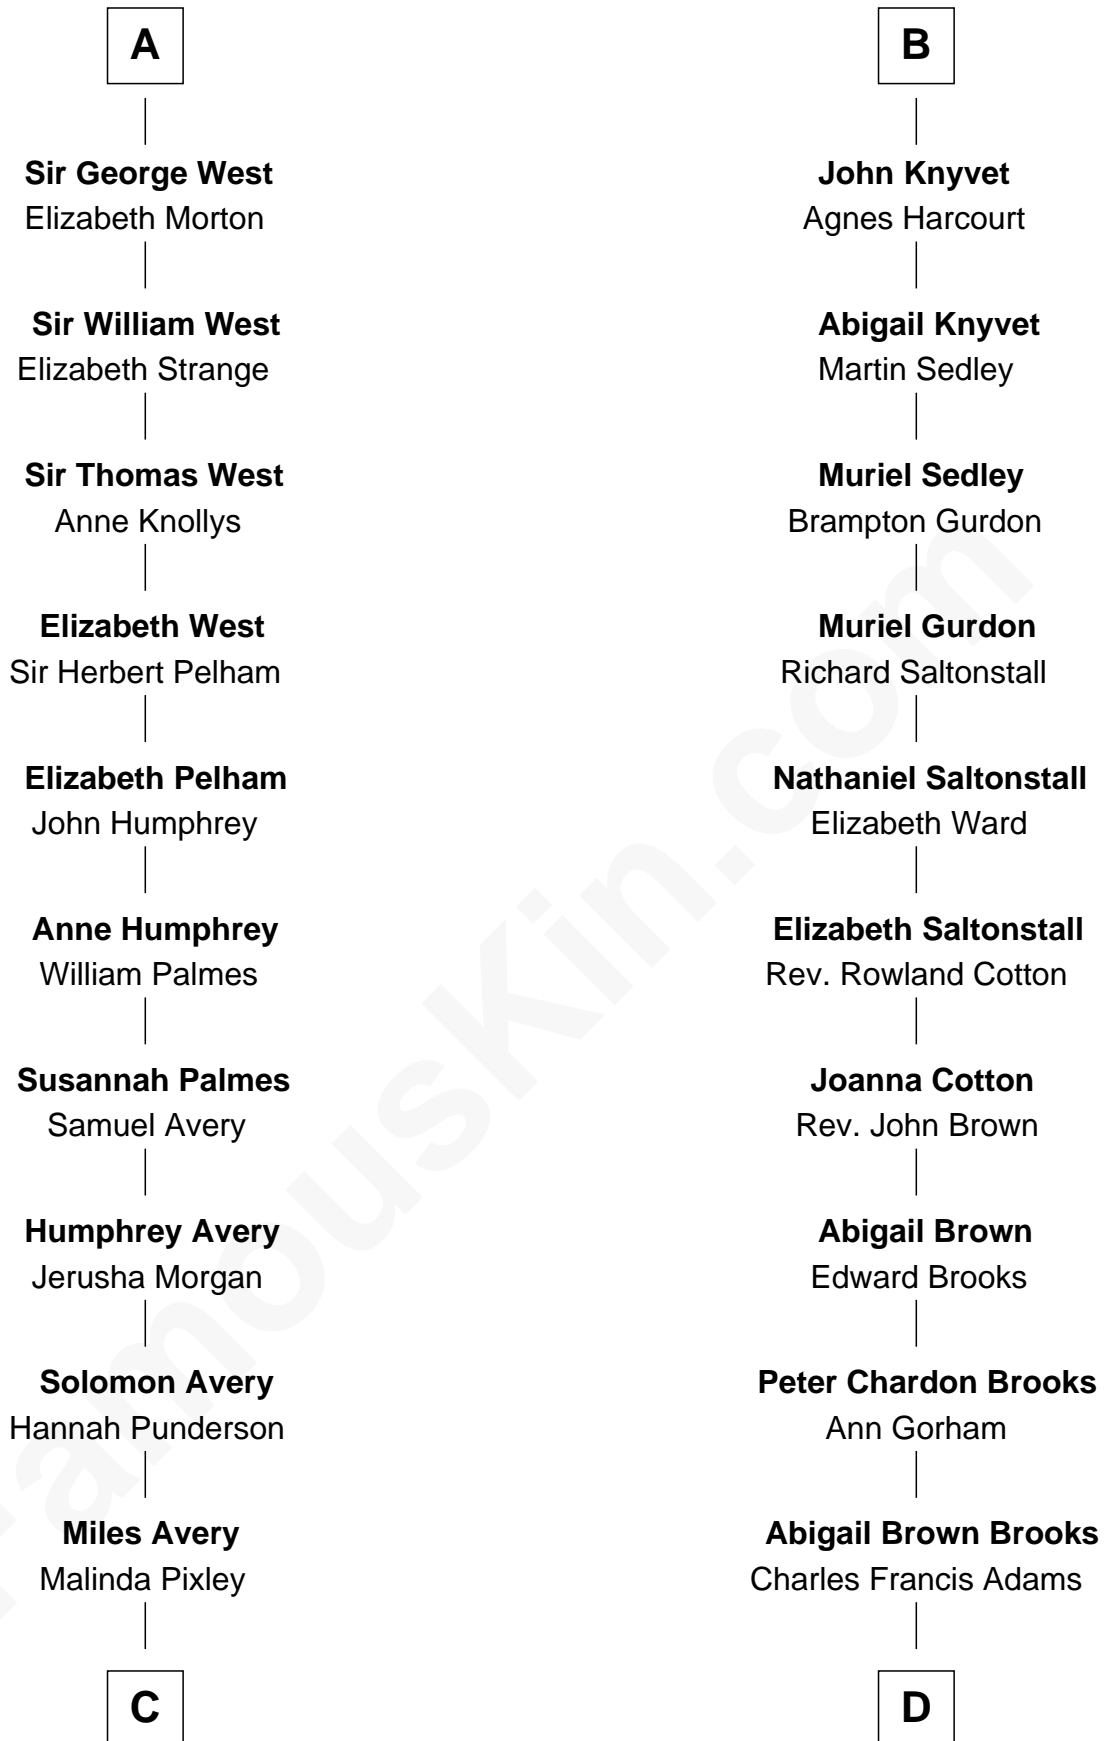 A
Sir George West
Elizabeth Morton
Sir William West
Elizabeth Strange
Sir Thomas West
Anne Knollys
Elizabeth West
Sir Herbert Pelham
Elizabeth Pelham
John Humphrey
Anne Humphrey
William Palmes
Susannah Palmes
Samuel Avery
Humphrey Avery
Jerusha Morgan
Solomon Avery
Hannah Punderson
Miles Avery
Malinda Pixley
C
B
John Knyvet
Agnes Harcourt
Abigail Knyvet
Martin Sedley
Muriel Sedley
Brampton Gurdon
Muriel Gurdon
Richard Saltonstall
Nathaniel Saltonstall
Elizabeth Ward
Elizabeth Saltonstall
Rev. Rowland Cotton
Joanna Cotton
Rev. John Brown
Abigail Brown
Edward Brooks
Peter Chardon Brooks
Ann Gorham
Abigail Brown Brooks
Charles Francis Adams
D
FamousKin.com